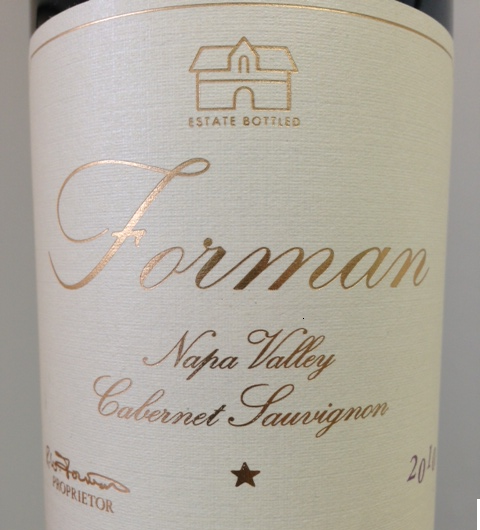 ESTATE BOTTLED
Forman
Napa Valley
Cabernet Sauvignon
PROPRIETOR